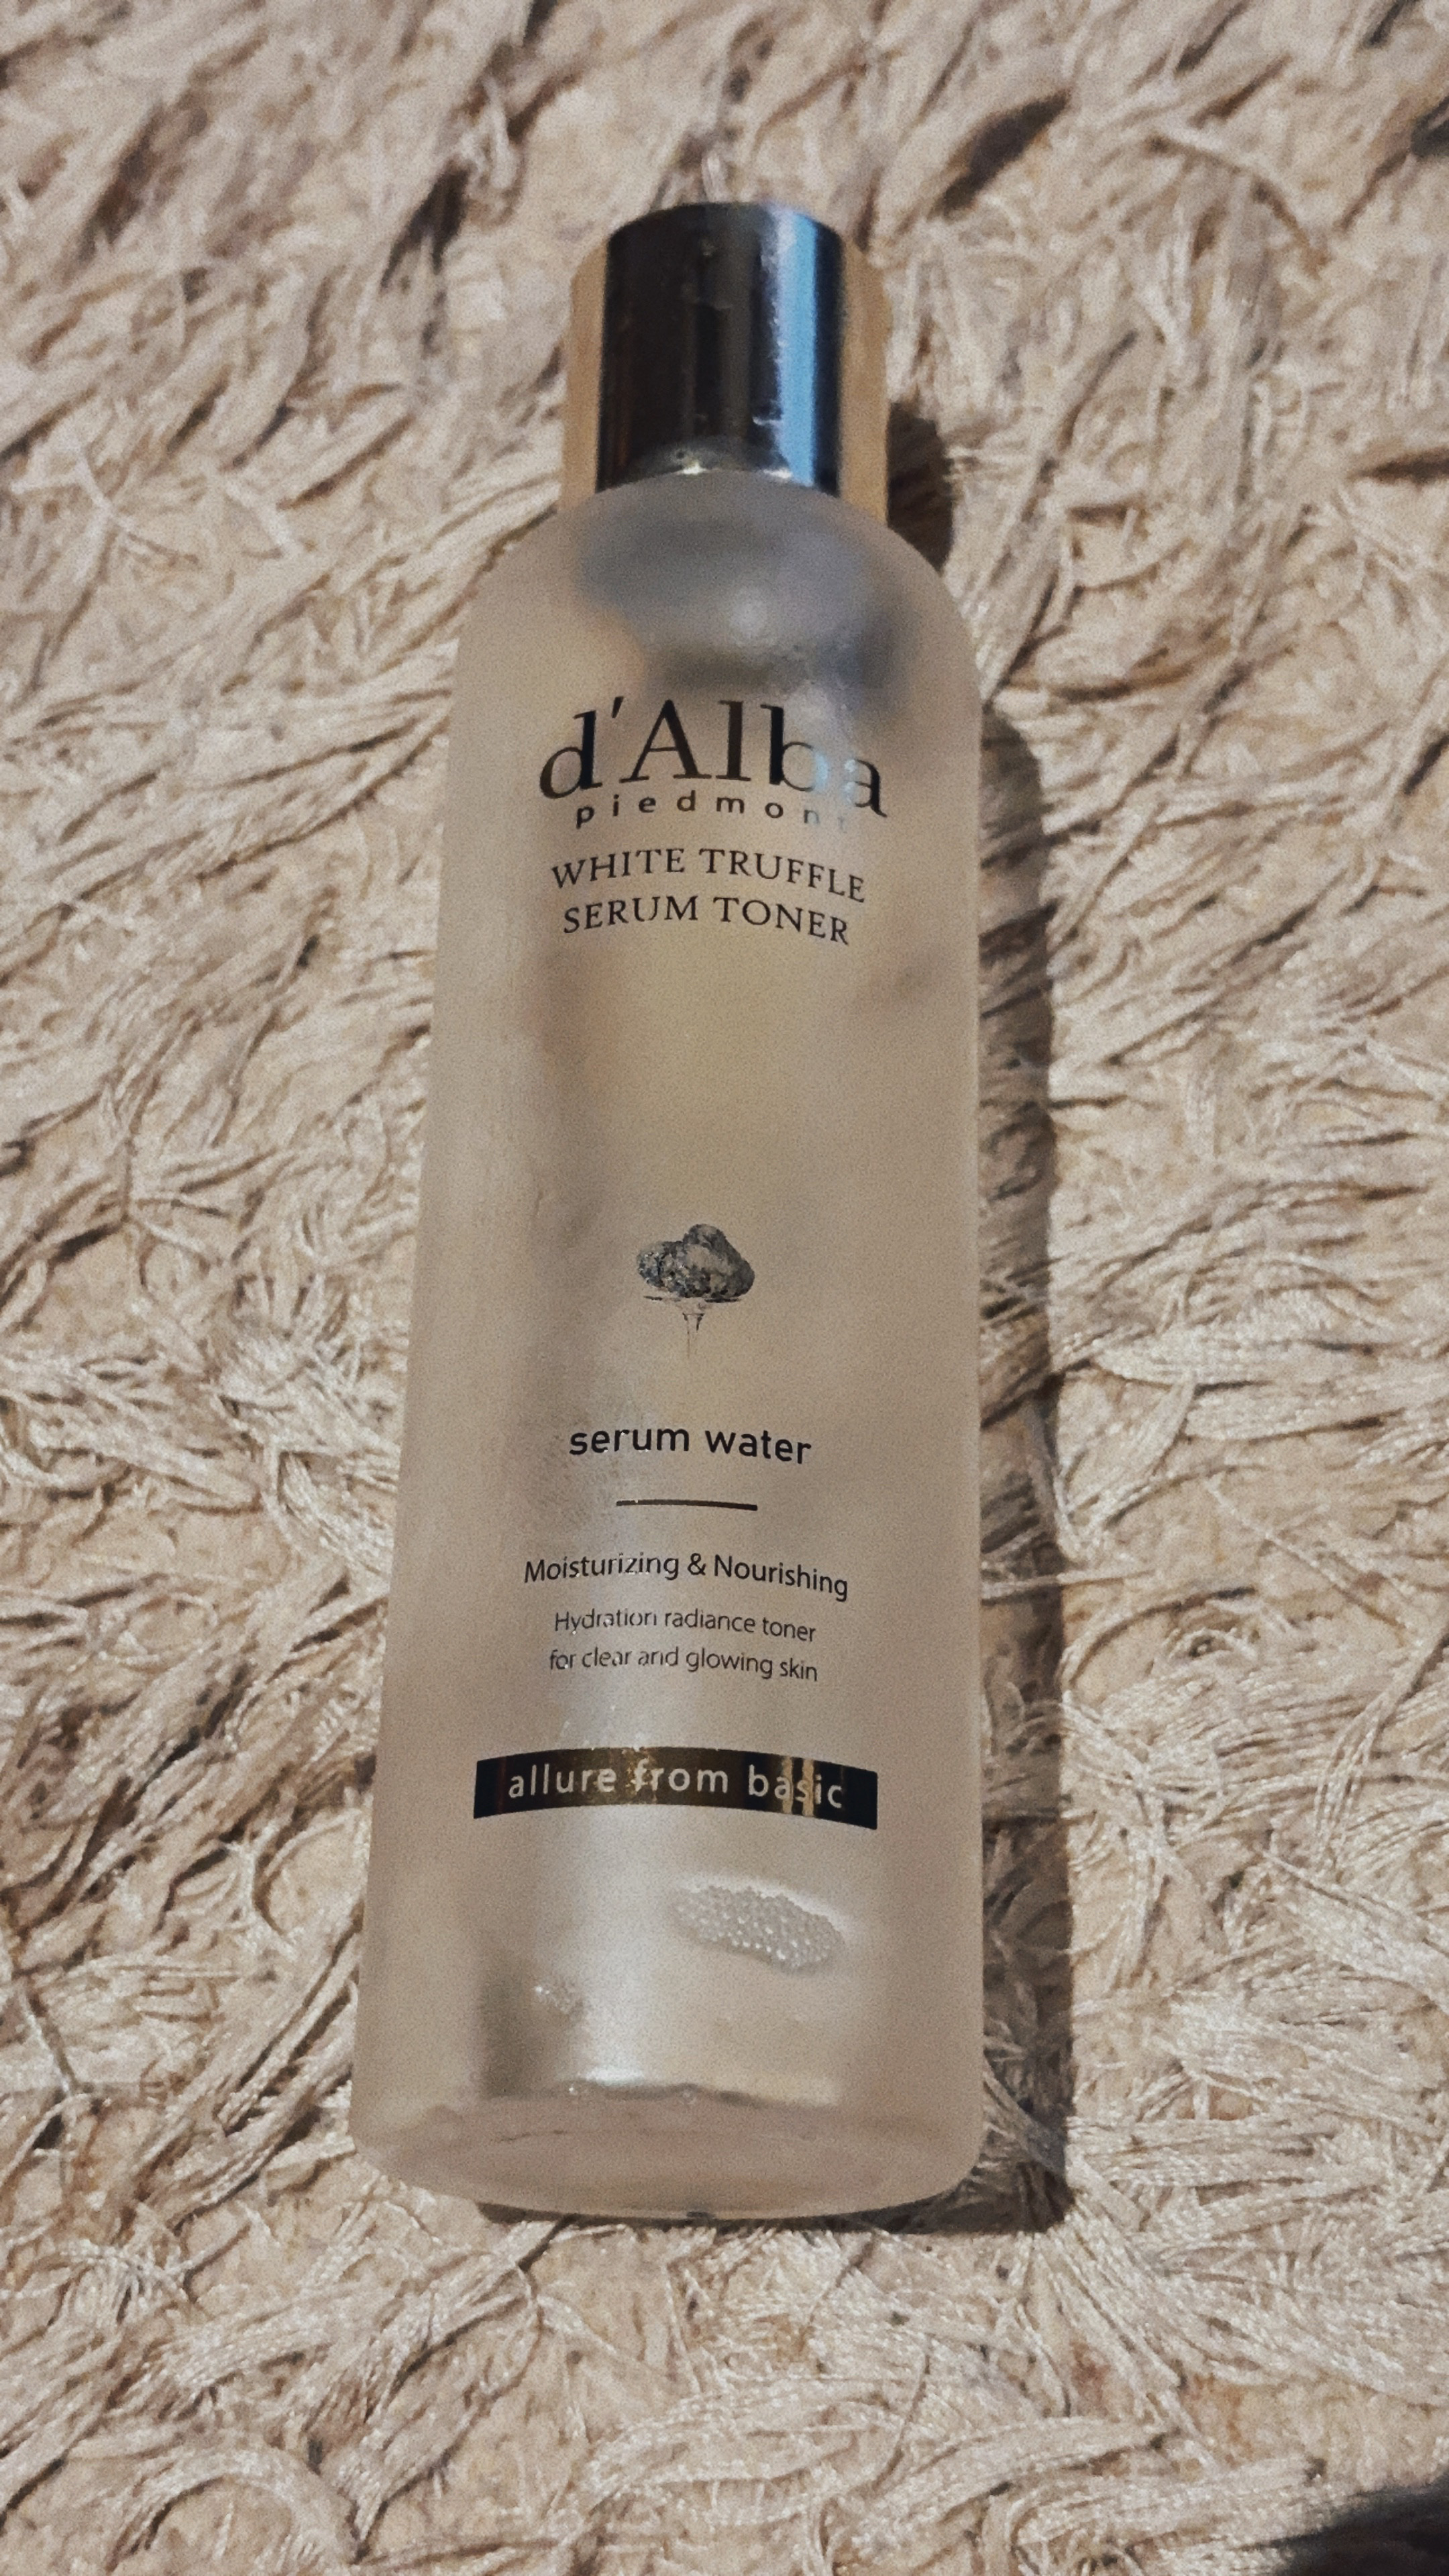 d'Alba
piedmont
WHITE TRUFFLE
SERUM TONER
serum water
Moisturizing & Nourishing
Hydration radiance toner
for clear and glowing skin
allure from basic